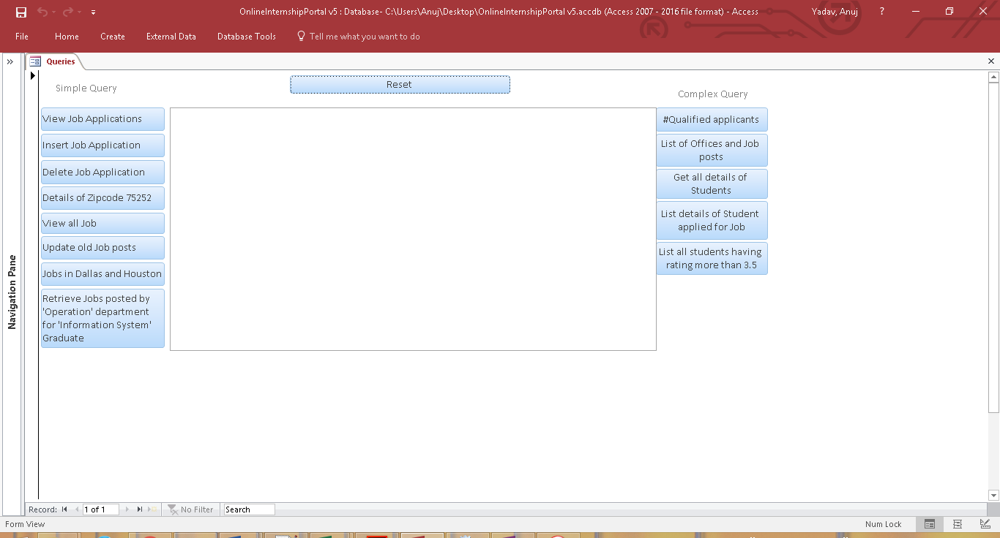 OnlineInternshipPortal v5 : Database- C:\Users\Anuj\Desktop\OnlineInternshipPortal v5.accdb (Access 2007 - 2016 file format) - Access
Yadav, Anuj
?
File Home Create External Data Database Tools Tell me what you want to do
Queries
Simple Query
Reset
Complex Query
View Job Applications
Insert Job Application
Delete Job Application
Details of Zipcode 75252
View all Job
Update old Job posts
Jobs in Dallas and Houston
Retrieve Jobs posted by
'Operation' department
for 'Information System'
Graduate
#Qualified applicants
List of Offices and Job
posts
Get all details of
Students
List details of Student
applied for Job
List all students having
rating more than 3.5
Navigation Pane
Record: 1 of 1 No Filter Search
Form View
Num Lock